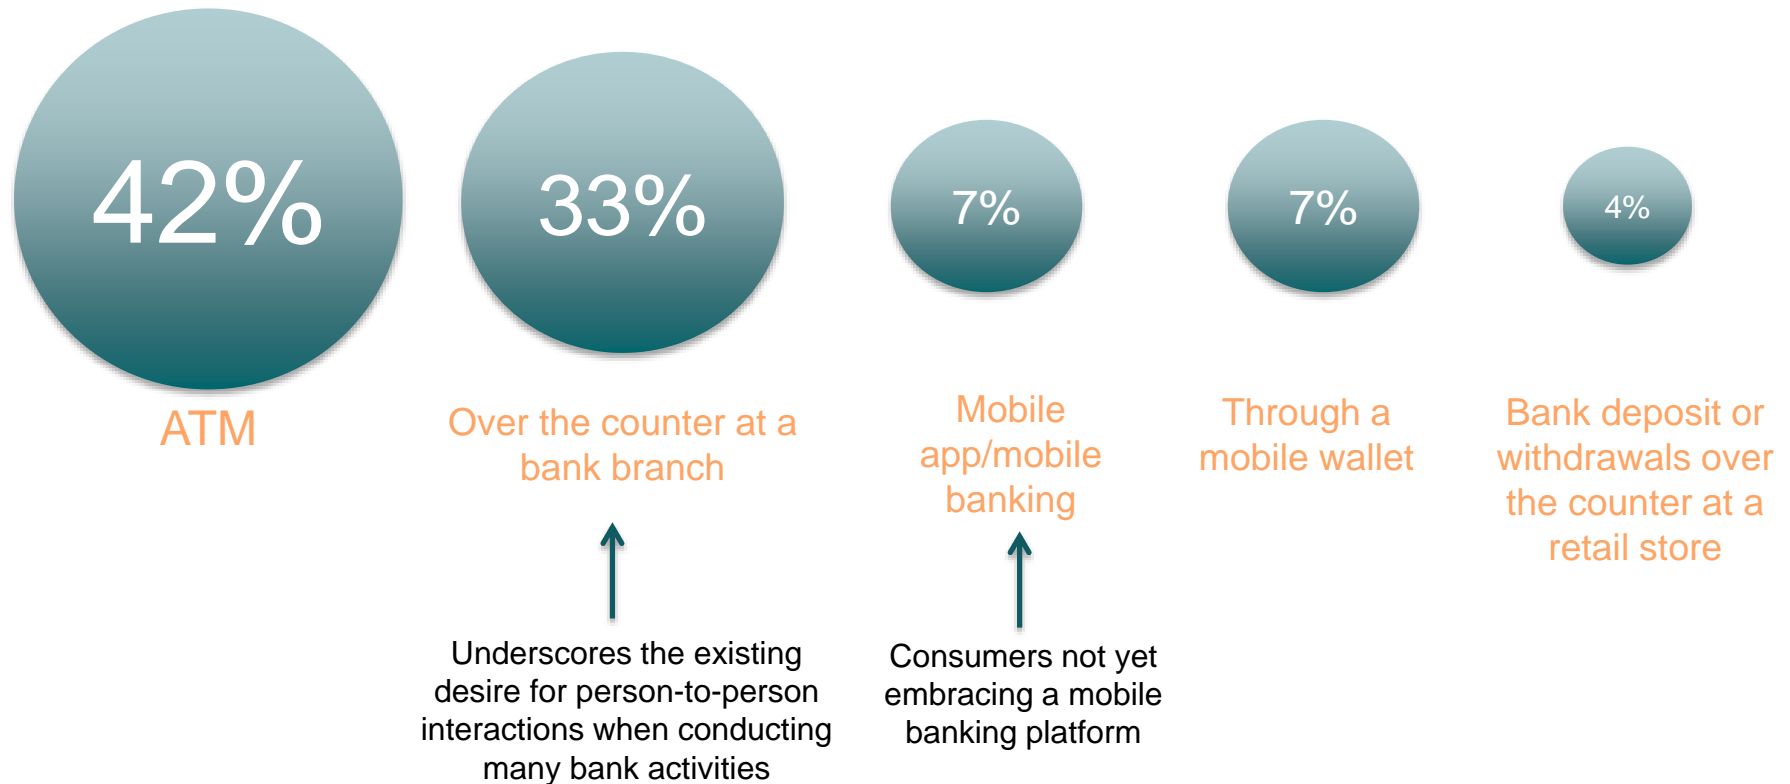 42%
33%
7%
7%
4%
ATM
Over the counter at a
bank branch
Mobile
app/mobile
banking
Through a
mobile wallet
Bank deposit or
withdrawals over
the counter at a
retail store
Underscores the existing
desire for person-to-person
interactions when conducting
many bank activities
Consumers not yet
embracing a mobile
banking platform